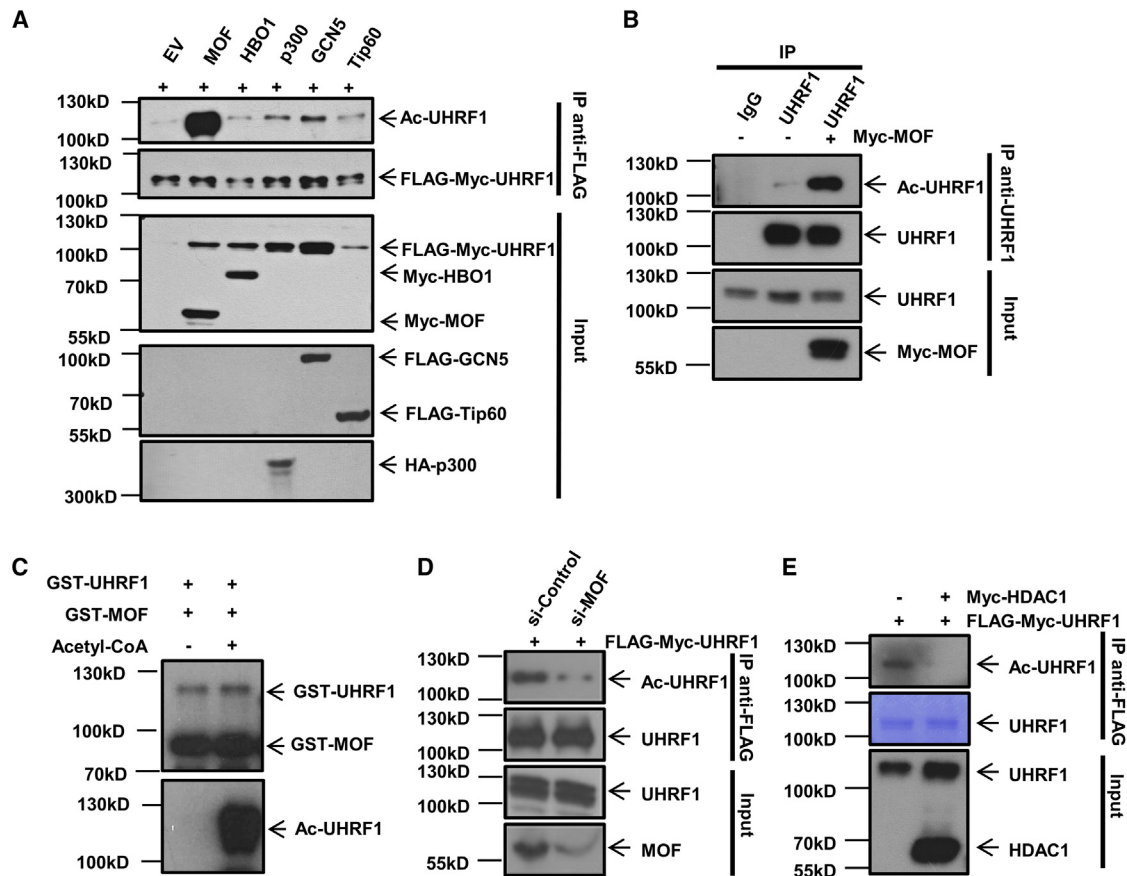 A
EV MOF HBO1 p300 GCN5 Tip60
+ + + + + +
130kD
100kD
Ac-UHRF1
130kD
100kD
FLAG-Myc-UHRF1
IP anti-FLAG
130kD
100kD
70kD
55kD
FLAG-Myc-UHRF1
Myc-HBO1
Myc-MOF
100kD
70kD
55kD
FLAG-GCN5
FLAG-Tip60
300kD
HA-p300
Input
B
IP
IgG UHRF1 UHRF1
- - + Myc-MOF
130kD
100kD
Ac-UHRF1
130kD
100kD
UHRF1
IP anti-UHRF1
130kD
100kD
UHRF1
55kD
Myc-MOF
Input
C
GST-UHRF1 + +
GST-MOF + +
Acetyl-CoA - +
130kD
100kD
70kD
GST-UHRF1
GST-MOF
130kD
100kD
Ac-UHRF1
D
si-Control si-MOF
+ + FLAG-Myc-UHRF1
130kD
100kD
Ac-UHRF1
130kD
100kD
UHRF1
IP anti-FLAG
130kD
100kD
UHRF1
55kD
MOF
Input
E
- + Myc-HDAC1
+ + FLAG-Myc-UHRF1
130kD
100kD
Ac-UHRF1
130kD
100kD
UHRF1
IP anti-FLAG
100kD
70kD
55kD
UHRF1
HDAC1
Input